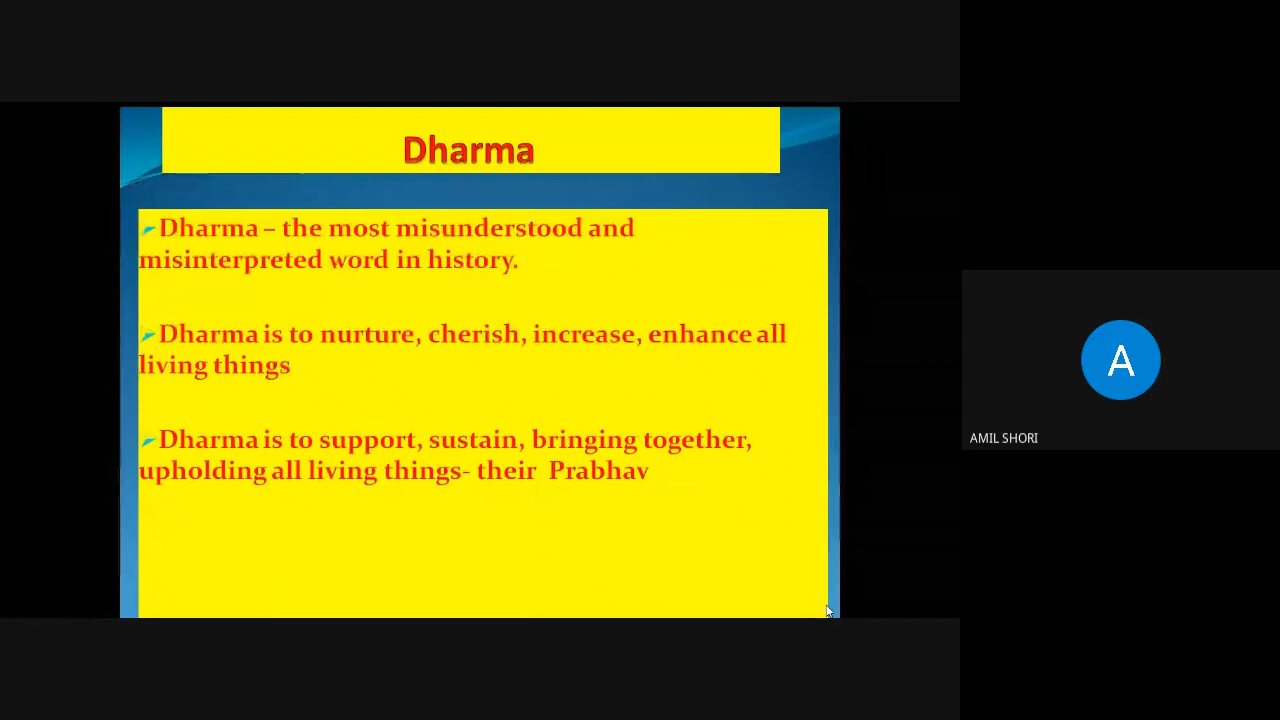 Dharma
Dharma – the most misunderstood and
misinterpreted word in history.
Dharma is to nurture, cherish, increase, enhance all
living things
Dharma is to support, sustain, bringing together,
upholding all living things- their Prabhav
A
AMIL SHORI